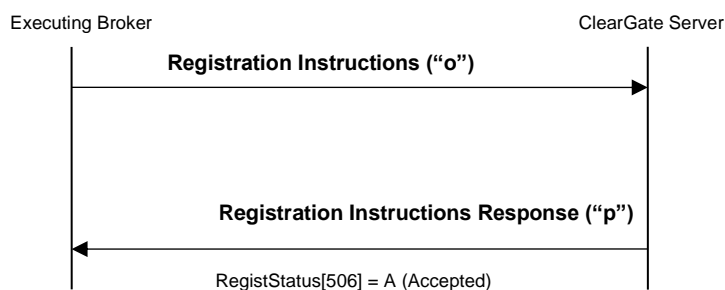 Executing Broker
ClearGate Server
Registration Instructions (“o”)
Registration Instructions Response (“p”)
RegistStatus[506] = A (Accepted)